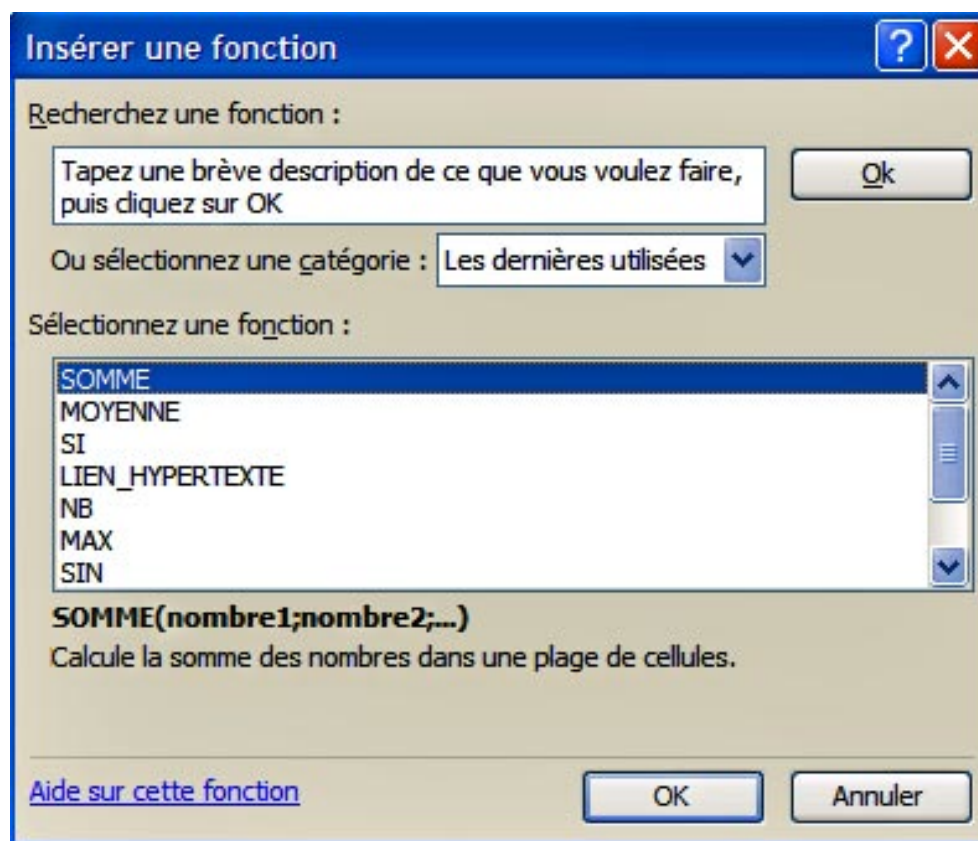 Insérer une fonction
Recherchez une fonction :
Tapez une brève description de ce que vous voulez faire,
puis cliquez sur OK
Ok
Ou sélectionnez une catégorie : Les dernières utilisées
Sélectionnez une fonction :
SOMME
MOYENNE
SI
LIEN_HYPERTEXTE
NB
MAX
SIN
SOMME(nombre1;nombre2;...)
Calcule la somme des nombres dans une plage de cellules.
Aide sur cette fonction
OK
Annuler